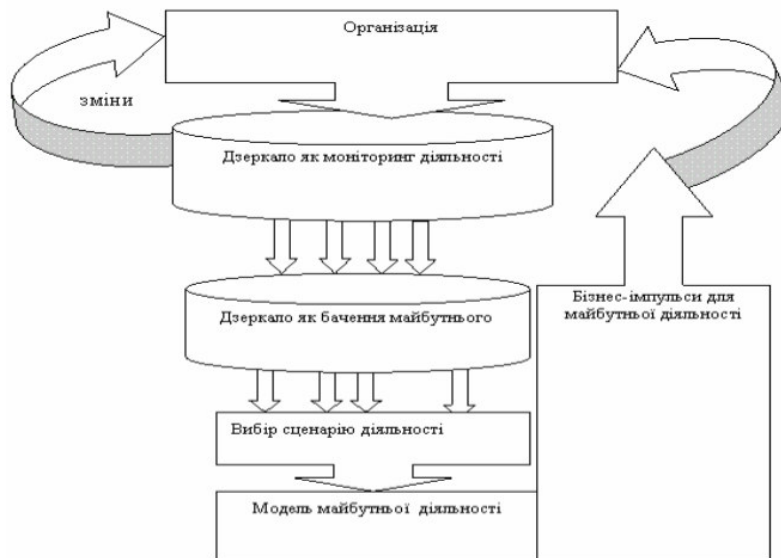 Організація
зміни
Дзеркало як моніторинг діяльності
Дзеркало як бачення майбутнього
Бізнес-імпульси для
майбутньої діяльності
Вибір сценарію діяльності
Модель майбутньої діяльності